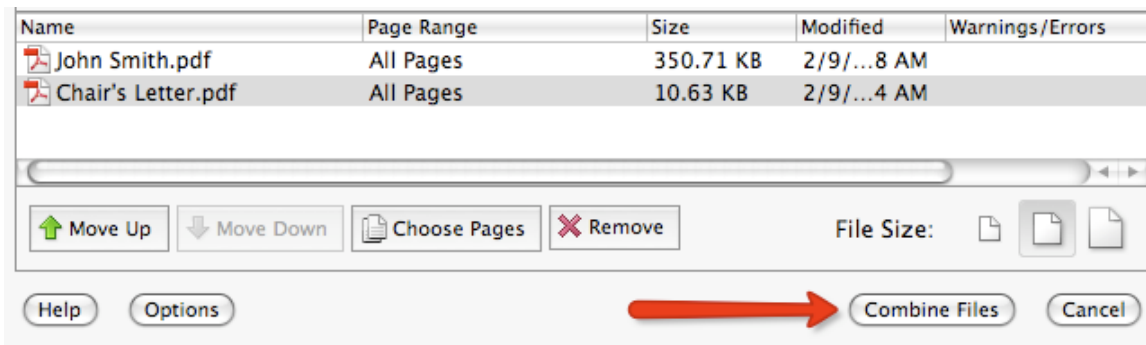 Name Page Range Size Modified Warnings/Errors
John Smith.pdf All Pages 350.71 KB 2/9/...8 AM
Chair's Letter.pdf All Pages 10.63 KB 2/9/...4 AM
Move Up Move Down Choose Pages Remove File Size:
Help Options Combine Files Cancel